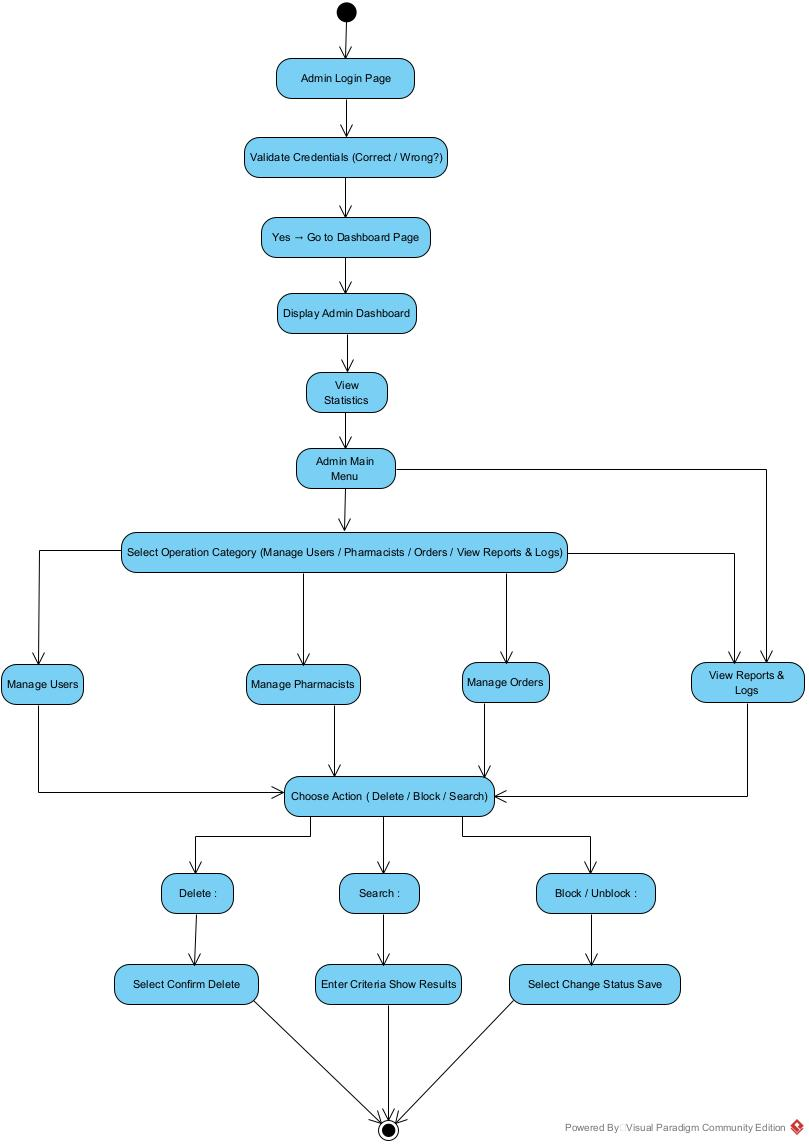 Admin Login Page
Validate Credentials (Correct / Wrong?)
Yes → Go to Dashboard Page
Display Admin Dashboard
View
Statistics
Admin Main
Menu
Select Operation Category (Manage Users / Pharmacists / Orders / View Reports & Logs)
Manage Users
Manage Pharmacists
Manage Orders
View Reports &
Logs
Choose Action ( Delete / Block / Search)
Delete :
Search :
Block / Unblock :
Select Confirm Delete
Enter Criteria Show Results
Select Change Status Save
Powered By Visual Paradigm Community Edition